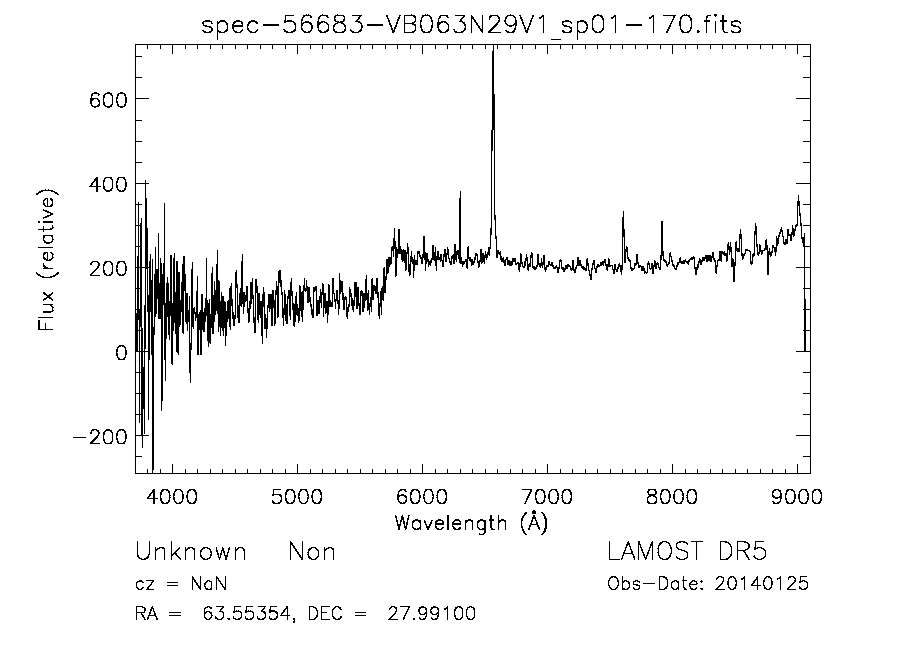 spec-56683-VB063N29V1_sp01-170.fits
600
400
200
0
-200
Flux (relative)
4000 5000 6000 7000 8000 9000
Wavelength (Å)
Unknown Non LAMOST DR5
cz = NaN Obs-Date: 20140125
RA = 63.55354, DEC = 27.99100